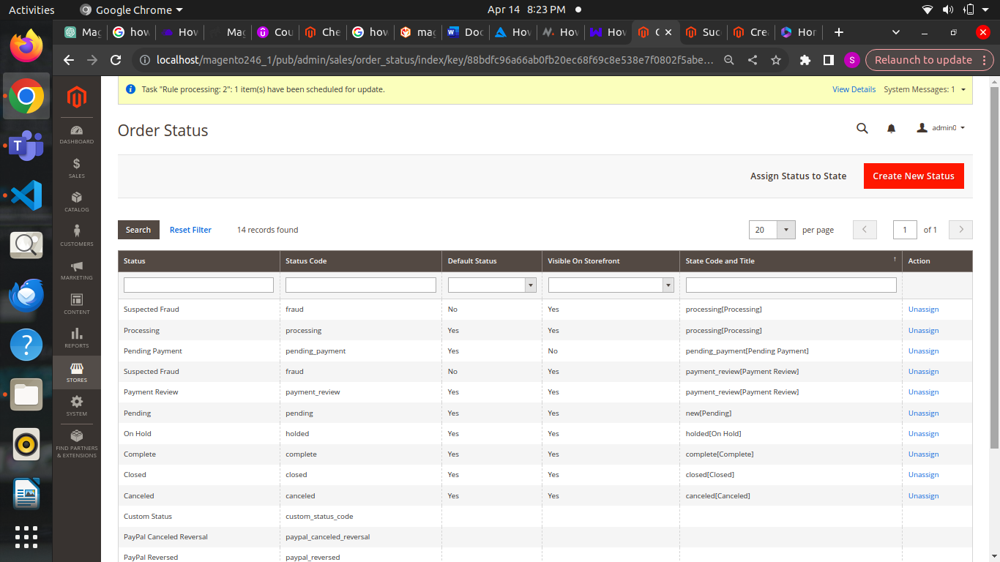 Activities Google Chrome Apr 14 8:23 PM
Mag how How Mag Cou Che how mag Doc How How How C Suc Crea Hor
localhost/magento246_1/pub/admin/sales/order_status/index/key/88bdfc96a66ab0fb20ec68f69c8e538e7f0802f5abe... S Relaunch to update
Task "Rule processing: 2": 1 item(s) have been scheduled for update. View Details System Messages: 1
DASHBOARD
SALES
CATALOG
CUSTOMERS
MARKETING
CONTENT
REPORTS
STORES
SYSTEM
FIND PARTNERS
& EXTENSIONS
Order Status admin0
Assign Status to State Create New Status
Search Reset Filter 14 records found 20 per page 1 of 1
Status Status Code Default Status Visible On Storefront State Code and Title ↑ Action
Suspected Fraud fraud No Yes processing[Processing] Unassign
Processing processing Yes Yes processing[Processing] Unassign
Pending Payment pending_payment Yes No pending_payment[Pending Payment] Unassign
Suspected Fraud fraud No Yes payment_review[Payment Review] Unassign
Payment Review payment_review Yes Yes payment_review[Payment Review] Unassign
Pending pending Yes Yes new[Pending] Unassign
On Hold holded Yes Yes holded[On Hold] Unassign
Complete complete Yes Yes complete[Complete] Unassign
Closed closed Yes Yes closed[Closed] Unassign
Canceled canceled Yes Yes canceled[Canceled] Unassign
Custom Status custom_status_code
PayPal Canceled Reversal paypal_canceled_reversal
PayPal Reversed paypal_reversed